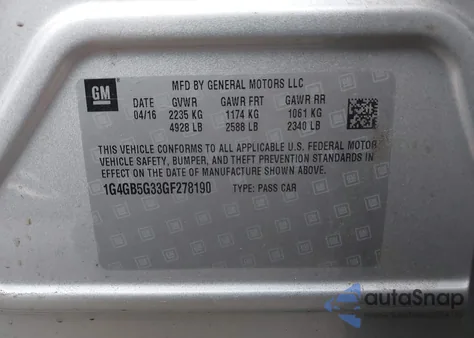 GM
MFD BY GENERAL MOTORS LLC
DATE GVWR GAWR FRT GAWR RR
04/16 2235 KG 1174 KG 1061 KG
4928 LB 2588 LB 2340 LB
THIS VEHICLE CONFORMS TO ALL APPLICABLE U.S. FEDERAL MOTOR
VEHICLE SAFETY, BUMPER, AND THEFT PREVENTION STANDARDS IN
EFFECT ON THE DATE OF MANUFACTURE SHOWN ABOVE.
1G4GB5G33GF278190 TYPE: PASS CAR
autoSnap